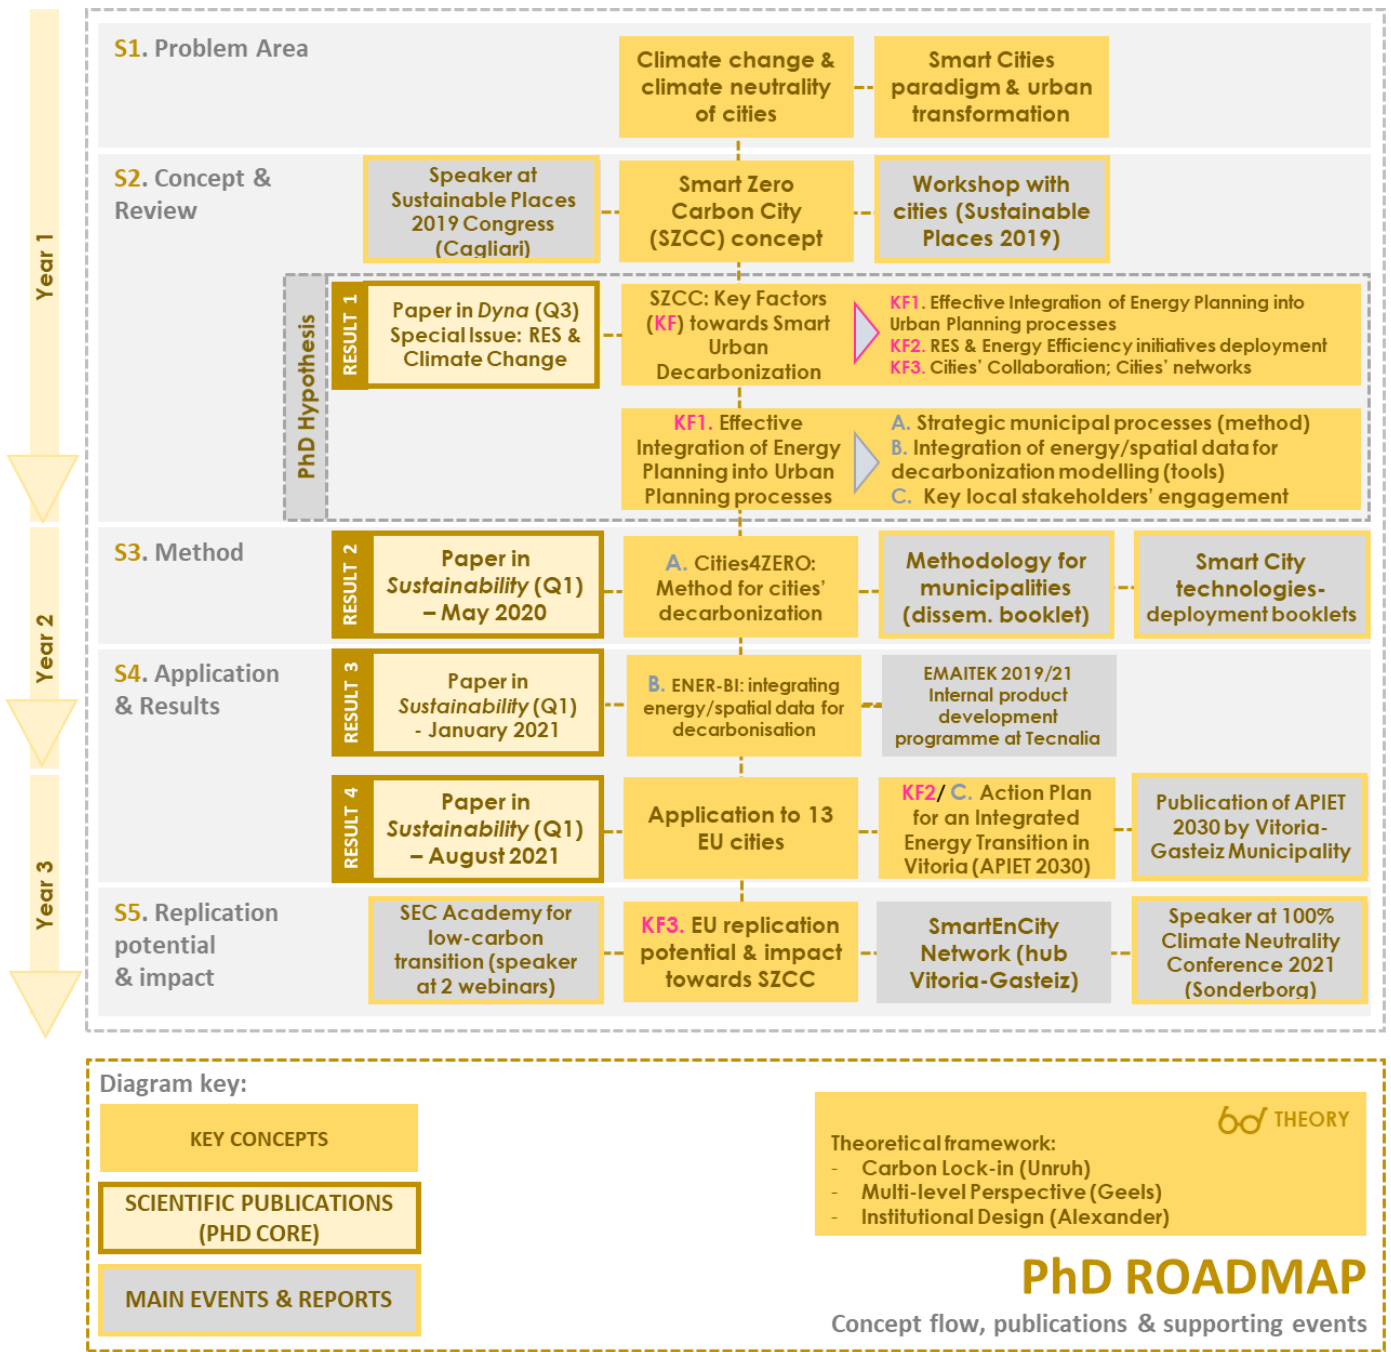 S1. Problem Area
Climate change &
climate neutrality
of cities
Smart Cities
paradigm & urban
transformation
Year 1
S2. Concept &
Review
Speaker at
Sustainable Places
2019 Congress
(Cagliari)
Smart Zero
Carbon City
(SZCC) concept
Workshop with
cities (Sustainable
Places 2019)
PhD Hypothesis
RESULT 1
Paper in Dyna (Q3)
Special Issue: RES &
Climate Change
SZCC: Key Factors
(KF) towards Smart
Urban
Decarbonization
KF1. Effective Integration of Energy Planning into
Urban Planning processes
KF2. RES & Energy Efficiency initiatives deployment
KF3. Cities' Collaboration; Cities' networks
KF1. Effective
Integration of Energy
Planning into Urban
Planning processes
A. Strategic municipal processes (method)
B. Integration of energy/spatial data for
decarbonization modelling (tools)
C. Key local stakeholders' engagement
Year 2
S3. Method
RESULT 2
Paper in
Sustainability (Q1)
– May 2020
A. Cities4ZERO:
Method for cities'
decarbonization
Methodology for
municipalities
(dissem. booklet)
Smart City
technologies-
deployment booklets
S4. Application
& Results
RESULT 3
Paper in
Sustainability (Q1)
- January 2021
B. ENER-BI: integrating
energy/spatial data for
decarbonisation
EMAITEK 2019/21
Internal product
development
programme at Tecnalia
Year 3
RESULT 4
Paper in
Sustainability (Q1)
– August 2021
Application to 13
EU cities
KF2/ C. Action Plan
for an Integrated
Energy Transition in
Vitoria (APIET 2030)
Publication of APIET
2030 by Vitoria-
Gasteiz Municipality
S5. Replication
potential
& impact
SEC Academy for
low-carbon
transition (speaker
at 2 webinars)
KF3. EU replication
potential & impact
towards SZCC
SmartEnCity
Network (hub
Vitoria-Gasteiz)
Speaker at 100%
Climate Neutrality
Conference 2021
(Sonderborg)
Diagram key:
KEY CONCEPTS
SCIENTIFIC PUBLICATIONS
(PHD CORE)
MAIN EVENTS & REPORTS
THEORY
Theoretical framework:
- Carbon Lock-in (Unruh)
- Multi-level Perspective (Geels)
- Institutional Design (Alexander)
PhD ROADMAP
Concept flow, publications & supporting events